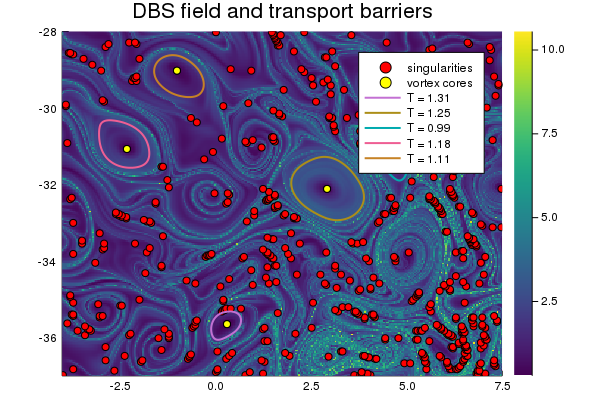 DBS field and transport barriers
-28
-30
-32
-34
-36
-2.5
0.0
2.5
5.0
7.5
singularities
vortex cores
T = 1.31
T = 1.25
T = 0.99
T = 1.18
T = 1.11
10.0
7.5
5.0
2.5